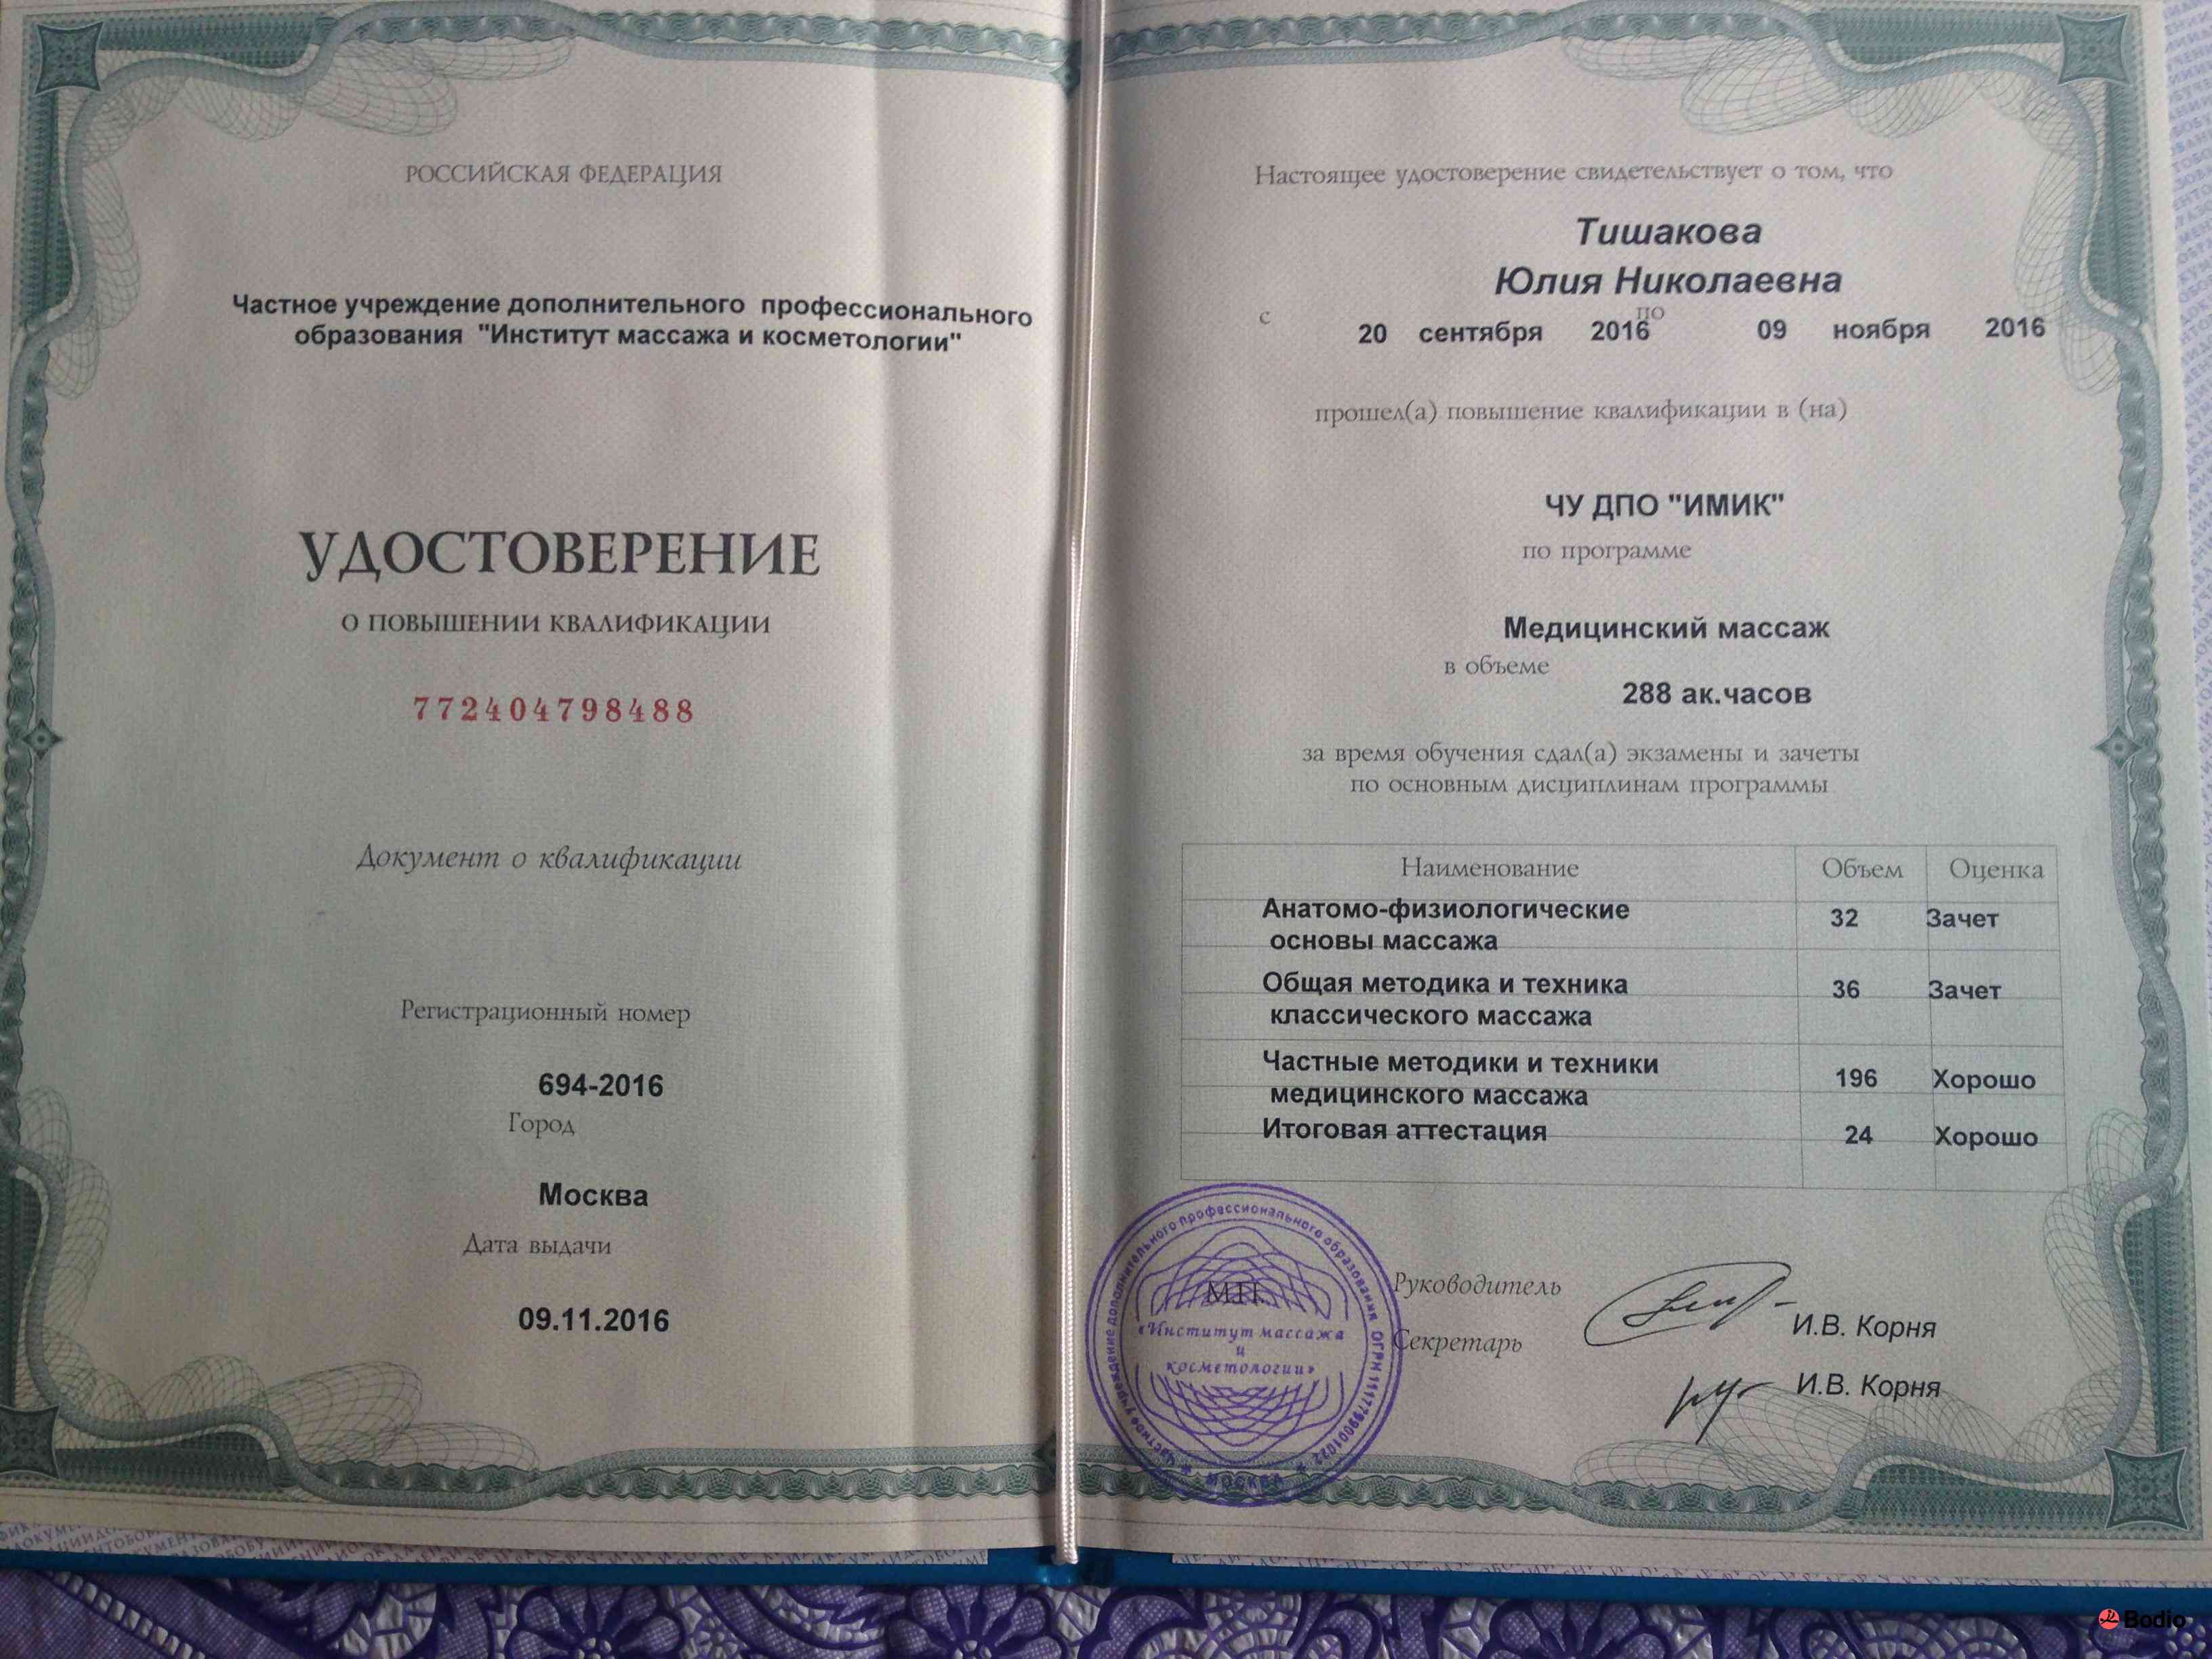 РОССИЙСКАЯ ФЕДЕРАЦИЯ
Частное учреждение дополнительного профессионального
образования "Институт массажа и косметологии"
УДОСТОВЕРЕНИЕ
О ПОВЫШЕНИИ КВАЛИФИКАЦИИ
772404798488
Документ о квалификации
Регистрационный номер
694-2016
Город
Москва
Дата выдачи
09.11.2016
Настоящее удостоверение свидетельствует о том, что
Тишакова
Юлия Николаевна
с 20 сентября 2016 по 09 ноября 2016
прошел(а) повышение квалификации в (на)
ЧУ ДПО "ИМИК"
по программе
Медицинский массаж
в объеме
288 ак.часов
за время обучения сдал(а) экзамены и зачеты
по основным дисциплинам программы
Наименование Объем Оценка
Анатомо-физиологические
основы массажа 32 Зачет
Общая методика и техника
классического массажа 36 Зачет
Частные методики и техники
медицинского массажа 196 Хорошо
Итоговая аттестация 24 Хорошо
М.П.
Частное учреждение дополнительного профессионального образования
МОСКВА
«Институт массажа
и
косметологии»
Руководитель
И.В. Корня
Секретарь
И.В. Корня
Bodio